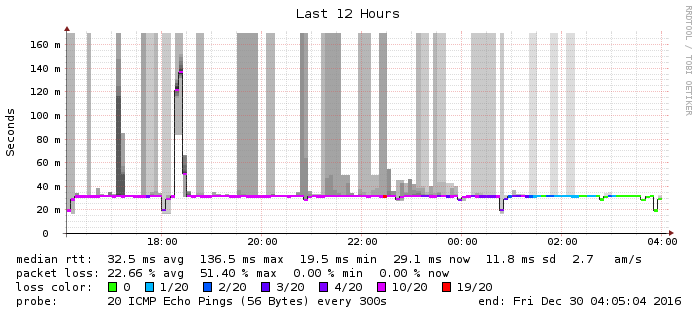 Last 12 Hours
RRDTOOL / TOBI OETIKER
Seconds
160 m
140 m
120 m
100 m
80 m
60 m
40 m
20 m
0
18:00 20:00 22:00 00:00 02:00 04:00
median rtt: 32.5 ms avg 136.5 ms max 19.5 ms min 29.1 ms now 11.8 ms sd 2.7 am/s
packet loss: 22.66 % avg 51.40 % max 0.00 % min 0.00 % now
loss color: 0 1/20 2/20 3/20 4/20 10/20 19/20
probe: 20 ICMP Echo Pings (56 Bytes) every 300s end: Fri Dec 30 04:05:04 2016